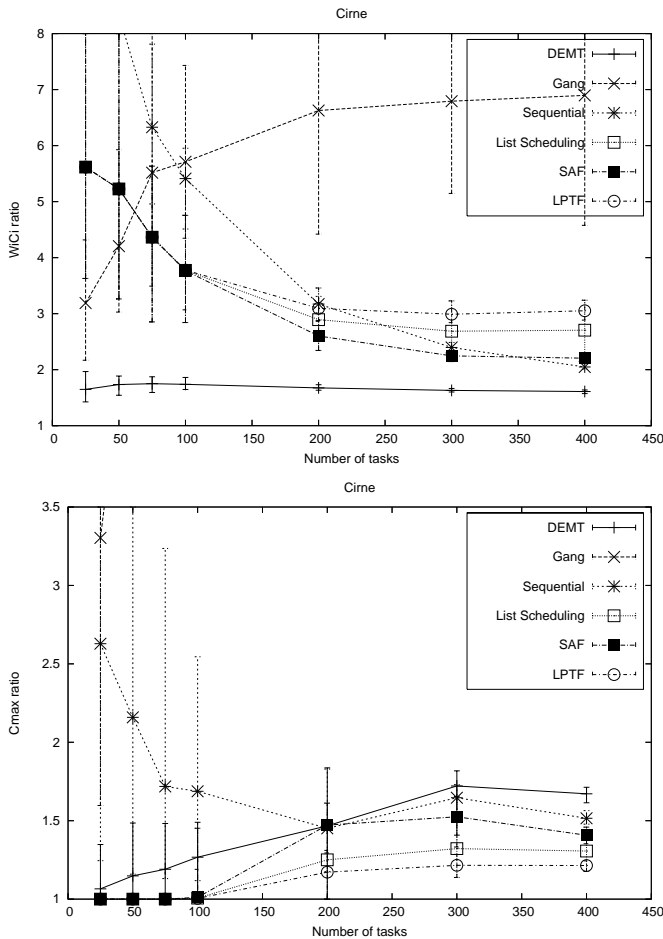 Cirne
8
7
6
5
4
3
2
1
WiCi ratio
DEMT
Gang
Sequential
List Scheduling
SAF
LPTF
0 50 100 150 200 250 300 350 400 450
Number of tasks
Cirne
3.5
3
2.5
2
1.5
1
Cmax ratio
DEMT
Gang
Sequential
List Scheduling
SAF
LPTF
0 50 100 150 200 250 300 350 400 450
Number of tasks